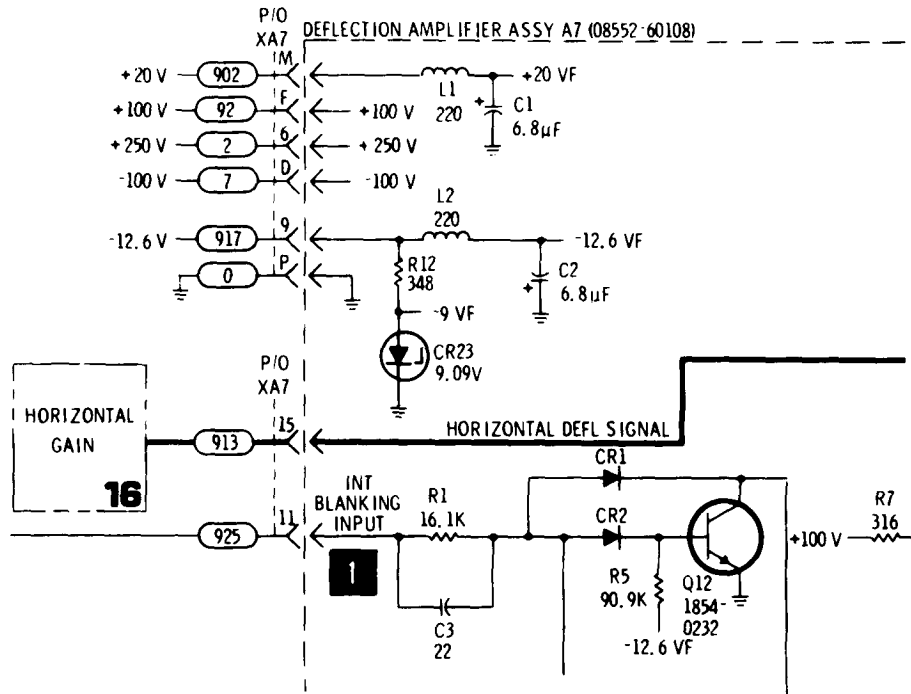 P/O
XA7
DEFLECTION AMPLIFIER ASSY A7 (08552-60108)
M
+20 V
902
L1
220
+20 VF
C1
6.8µF
F
+100 V
92
+100 V
6
+250 V
2
+250 V
D
-100 V
7
-100 V
9
-12.6 V
917
L2
220
-12.6 VF
P
0
R12
348
C2
6.8µF
-9 VF
CR23
9.09V
P/O
XA7
HORIZONTAL
GAIN
16
15
913
HORIZONTAL DEFL SIGNAL
11
925
INT
BLANKING
INPUT
1
R1
16.1K
C3
22
CR1
CR2
R5
90.9K
-12.6 VF
Q12
1854-
0232
+100 V
R7
316